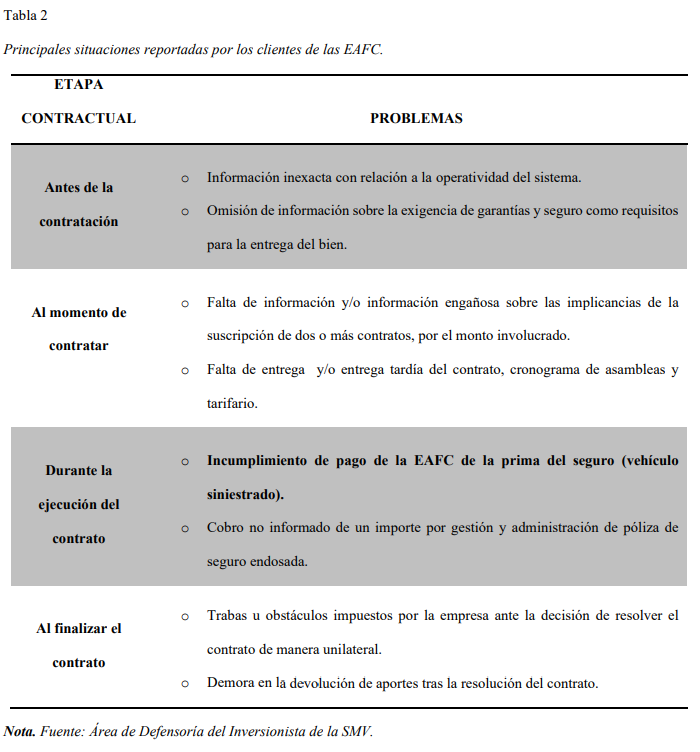 Tabla 2
Principales situaciones reportadas por los clientes de las EAFC.
ETAPA
CONTRACTUAL
PROBLEMAS
Antes de la
contratación
o Información inexacta con relación a la operatividad del sistema.
o Omisión de información sobre la exigencia de garantías y seguro como requisitos
para la entrega del bien.
Al momento de
contratar
o Falta de información y/o información engañosa sobre las implicancias de la
suscripción de dos o más contratos, por el monto involucrado.
o Falta de entrega y/o entrega tardía del contrato, cronograma de asambleas y
tarifario.
Durante la
ejecución del
contrato
o Incumplimiento de pago de la EAFC de la prima del seguro (vehículo
siniestrado).
o Cobro no informado de un importe por gestión y administración de póliza de
seguro endosada.
Al finalizar el
contrato
o Trabas u obstáculos impuestos por la empresa ante la decisión de resolver el
contrato de manera unilateral.
o Demora en la devolución de aportes tras la resolución del contrato.
Nota. Fuente: Área de Defensoría del Inversionista de la SMV.